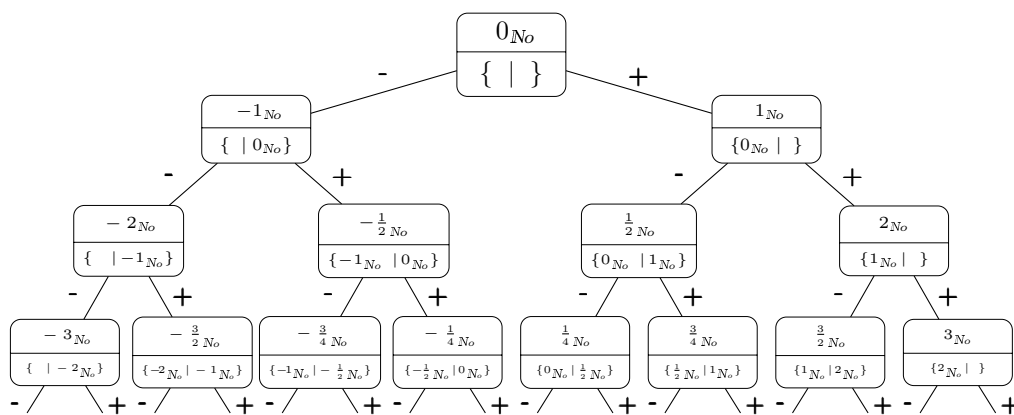 0_No
{ | }
- +
-1_No 1_No
{ | 0_No} {0_No | }
- + - +
-2_No -1/2_No 1/2_No 2_No
{ | -1_No} {-1_No | 0_No} {0_No | 1_No} {1_No | }
- + - + - + - +
-3_No -3/2_No -3/4_No -1/4_No 1/4_No 3/4_No 3/2_No 3_No
{ | -2_No} {-2_No | -1_No} {-1_No | -1/2_No} {-1/2_No | 0_No} {0_No | 1/2_No} {1/2_No | 1_No} {1_No | 2_No} {2_No | }
- + - + - + - + - + - + - + - +